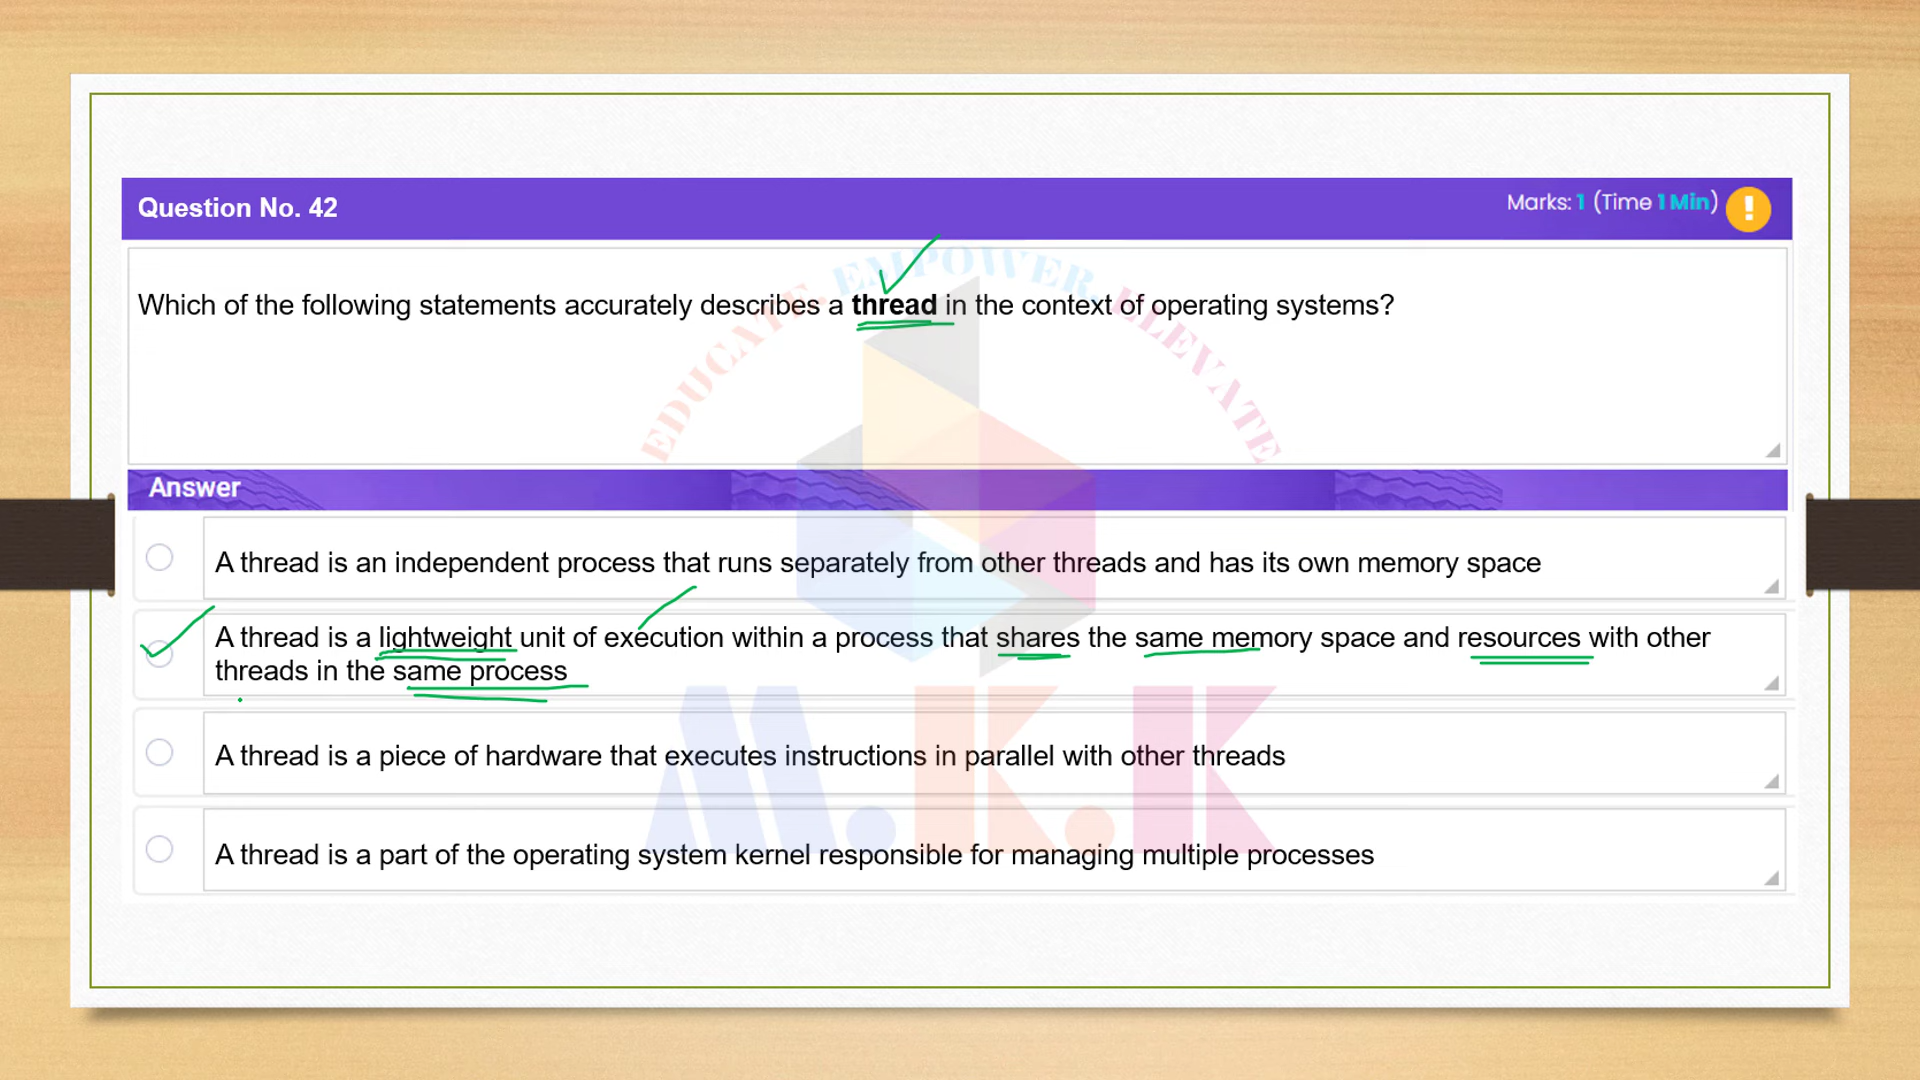 Question No. 42
Marks: 1 (Time 1 Min)
!
EDUCATE. EMPOWER. ELEVATE
Which of the following statements accurately describes a thread in the context of operating systems?
Answer
A thread is an independent process that runs separately from other threads and has its own memory space
A thread is a lightweight unit of execution within a process that shares the same memory space and resources with other
threads in the same process
A thread is a piece of hardware that executes instructions in parallel with other threads
A thread is a part of the operating system kernel responsible for managing multiple processes
M.K.K